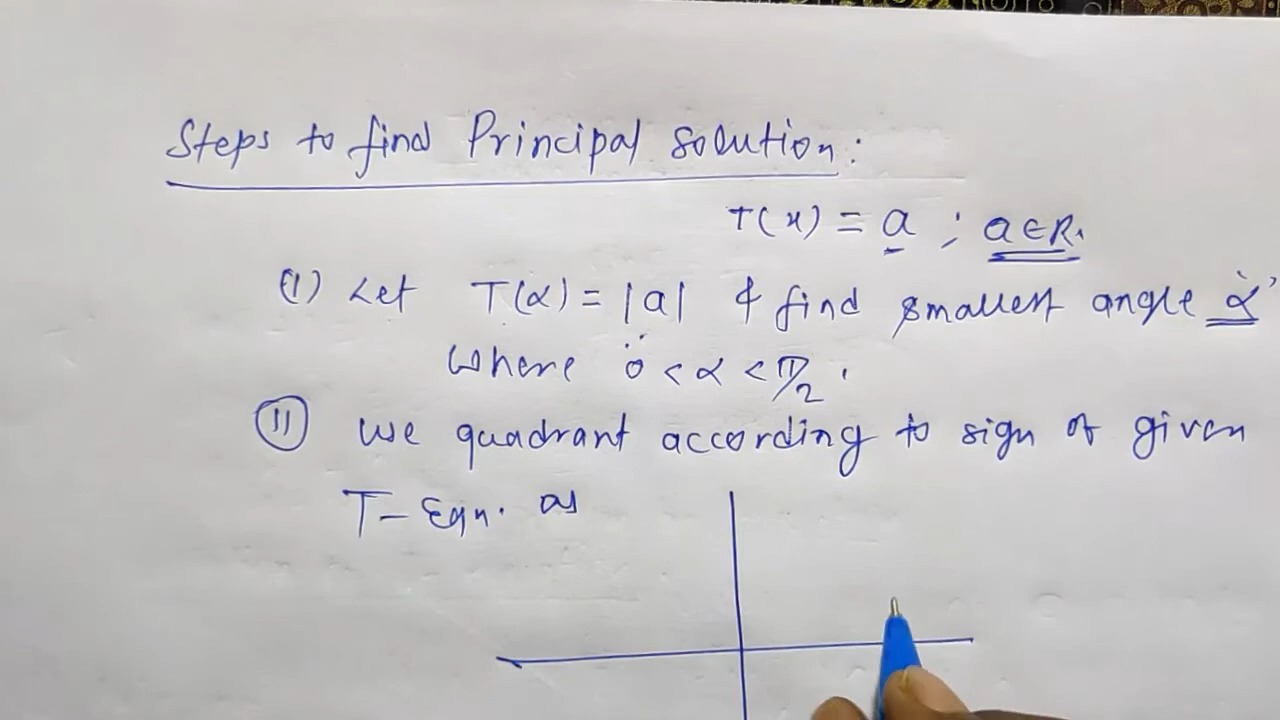 Steps to find Principal solution:
T(x) = a ; a ∈ R.
(I) Let T(α) = |a| & find smallest angle 'α'
where 0 < α < π/2.
(II) we quadrant according to sign of given
T-Eqn. as